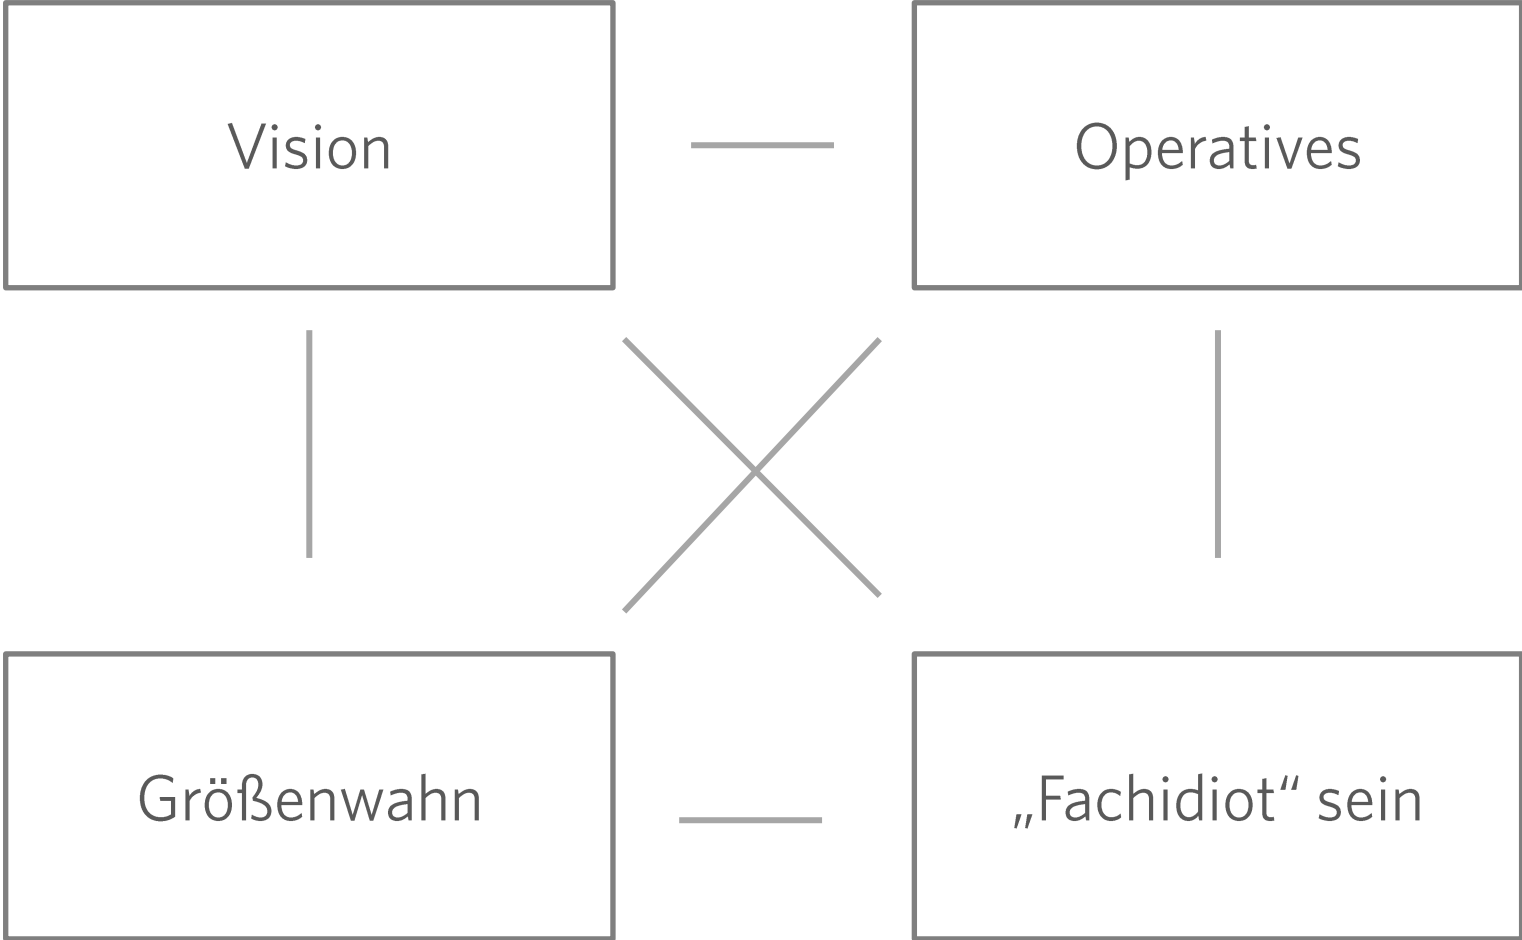 Vision
Operatives
Größenwahn
„Fachidiot“ sein